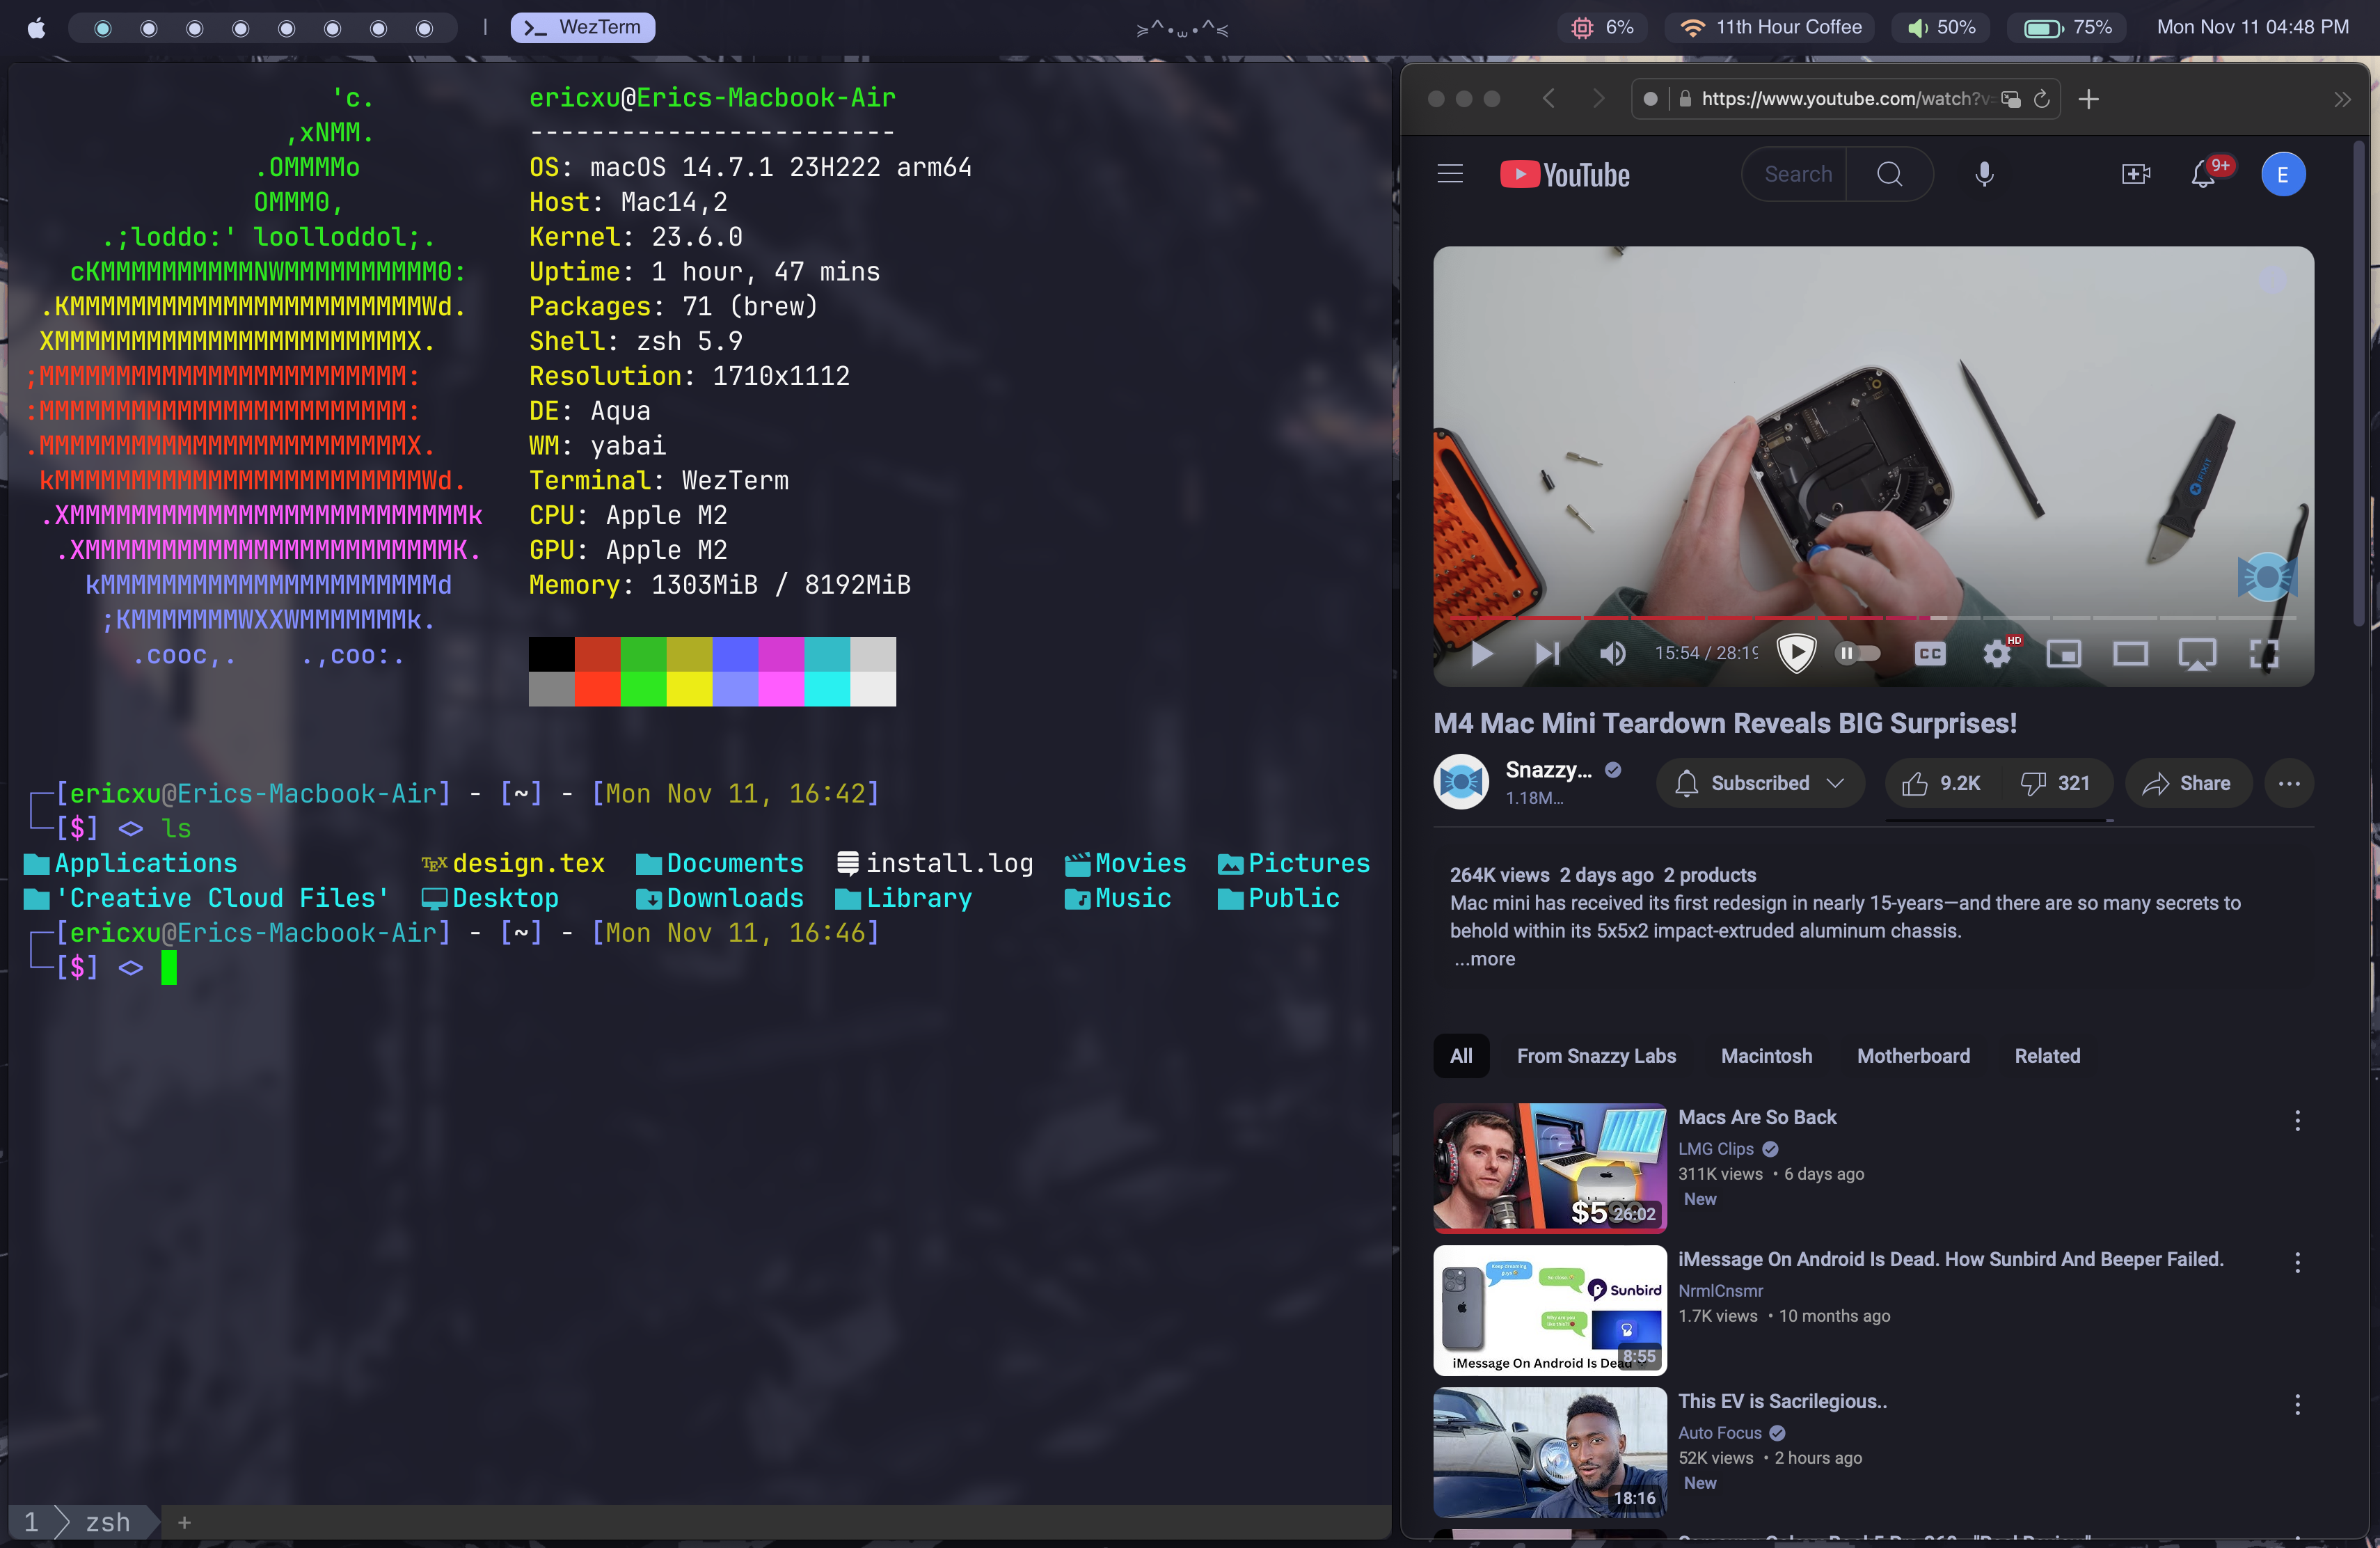 WezTerm
≽^•⩊•^≼
6%
11th Hour Coffee
50%
75%
Mon Nov 11 04:48 PM
'c.
,xNMM.
.OMMMMo
OMMM0,
.;loddo:' loolloddol;.
cKMMMMMMMMMMNWMMMMMMMMMM0:
.KMMMMMMMMMMMMMMMMMMMMMMMWd.
XMMMMMMMMMMMMMMMMMMMMMMMX.
;MMMMMMMMMMMMMMMMMMMMMMMM:
:MMMMMMMMMMMMMMMMMMMMMMMM:
.MMMMMMMMMMMMMMMMMMMMMMMMX.
kMMMMMMMMMMMMMMMMMMMMMMMMWd.
.XMMMMMMMMMMMMMMMMMMMMMMMMMMk
.XMMMMMMMMMMMMMMMMMMMMMMMMK.
kMMMMMMMMMMMMMMMMMMMMMMd
;KMMMMMMMWXXWMMMMMMMk.
.cooc,.    .,coo:.
ericxu@Erics-Macbook-Air
------------------------
OS: macOS 14.7.1 23H222 arm64
Host: Mac14,2
Kernel: 23.6.0
Uptime: 1 hour, 47 mins
Packages: 71 (brew)
Shell: zsh 5.9
Resolution: 1710x1112
DE: Aqua
WM: yabai
Terminal: WezTerm
CPU: Apple M2
GPU: Apple M2
Memory: 1303MiB / 8192MiB
[ericxu@Erics-Macbook-Air] - [~] - [Mon Nov 11, 16:42]
[$] <> ls
Applications design.tex Documents install.log Movies Pictures
'Creative Cloud Files' Desktop Downloads Library Music Public
[ericxu@Erics-Macbook-Air] - [~] - [Mon Nov 11, 16:46]
[$] <>
1 zsh +
https://www.youtube.com/watch?v=
YouTube
Search
9+
E
15:54 / 28:19
CC
HD
M4 Mac Mini Teardown Reveals BIG Surprises!
Snazzy...
1.18M...
Subscribed
9.2K
321
Share
264K views 2 days ago 2 products
Mac mini has received its first redesign in nearly 15-years—and there are so many secrets to
behold within its 5x5x2 impact-extruded aluminum chassis.
...more
All
From Snazzy Labs
Macintosh
Motherboard
Related
$5
26:02
Macs Are So Back
LMG Clips
311K views • 6 days ago
New
Sunbird
iMessage On Android Is Dead
8:55
iMessage On Android Is Dead. How Sunbird And Beeper Failed.
NrmlCnsmr
1.7K views • 10 months ago
18:16
This EV is Sacrilegious..
Auto Focus
52K views • 2 hours ago
New